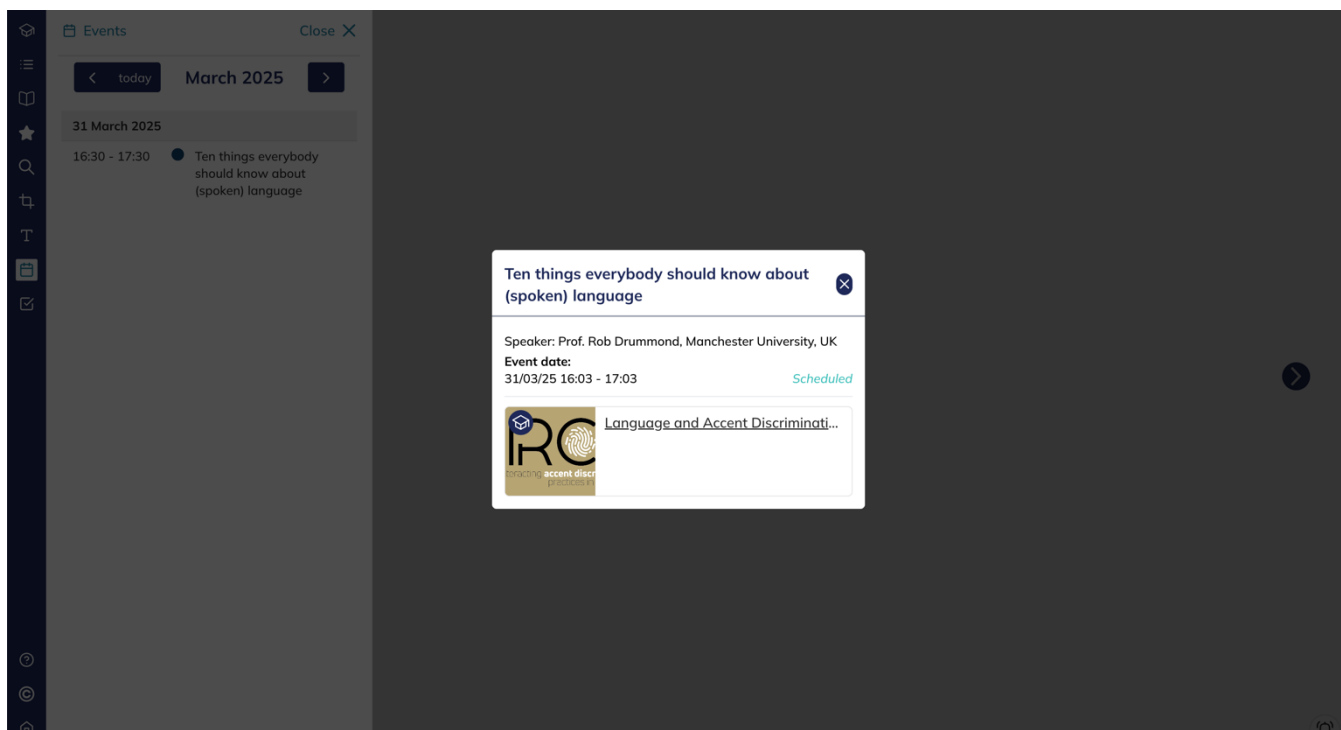 Events
Close
today
March 2025
31 March 2025
16:30 - 17:30
Ten things everybody
should know about
(spoken) language
Ten things everybody should know about
(spoken) language
Speaker: Prof. Rob Drummond, Manchester University, UK
Event date:
31/03/25 16:03 - 17:03
Scheduled
Language and Accent Discriminati...
IRC
toracting accent discr
practices in